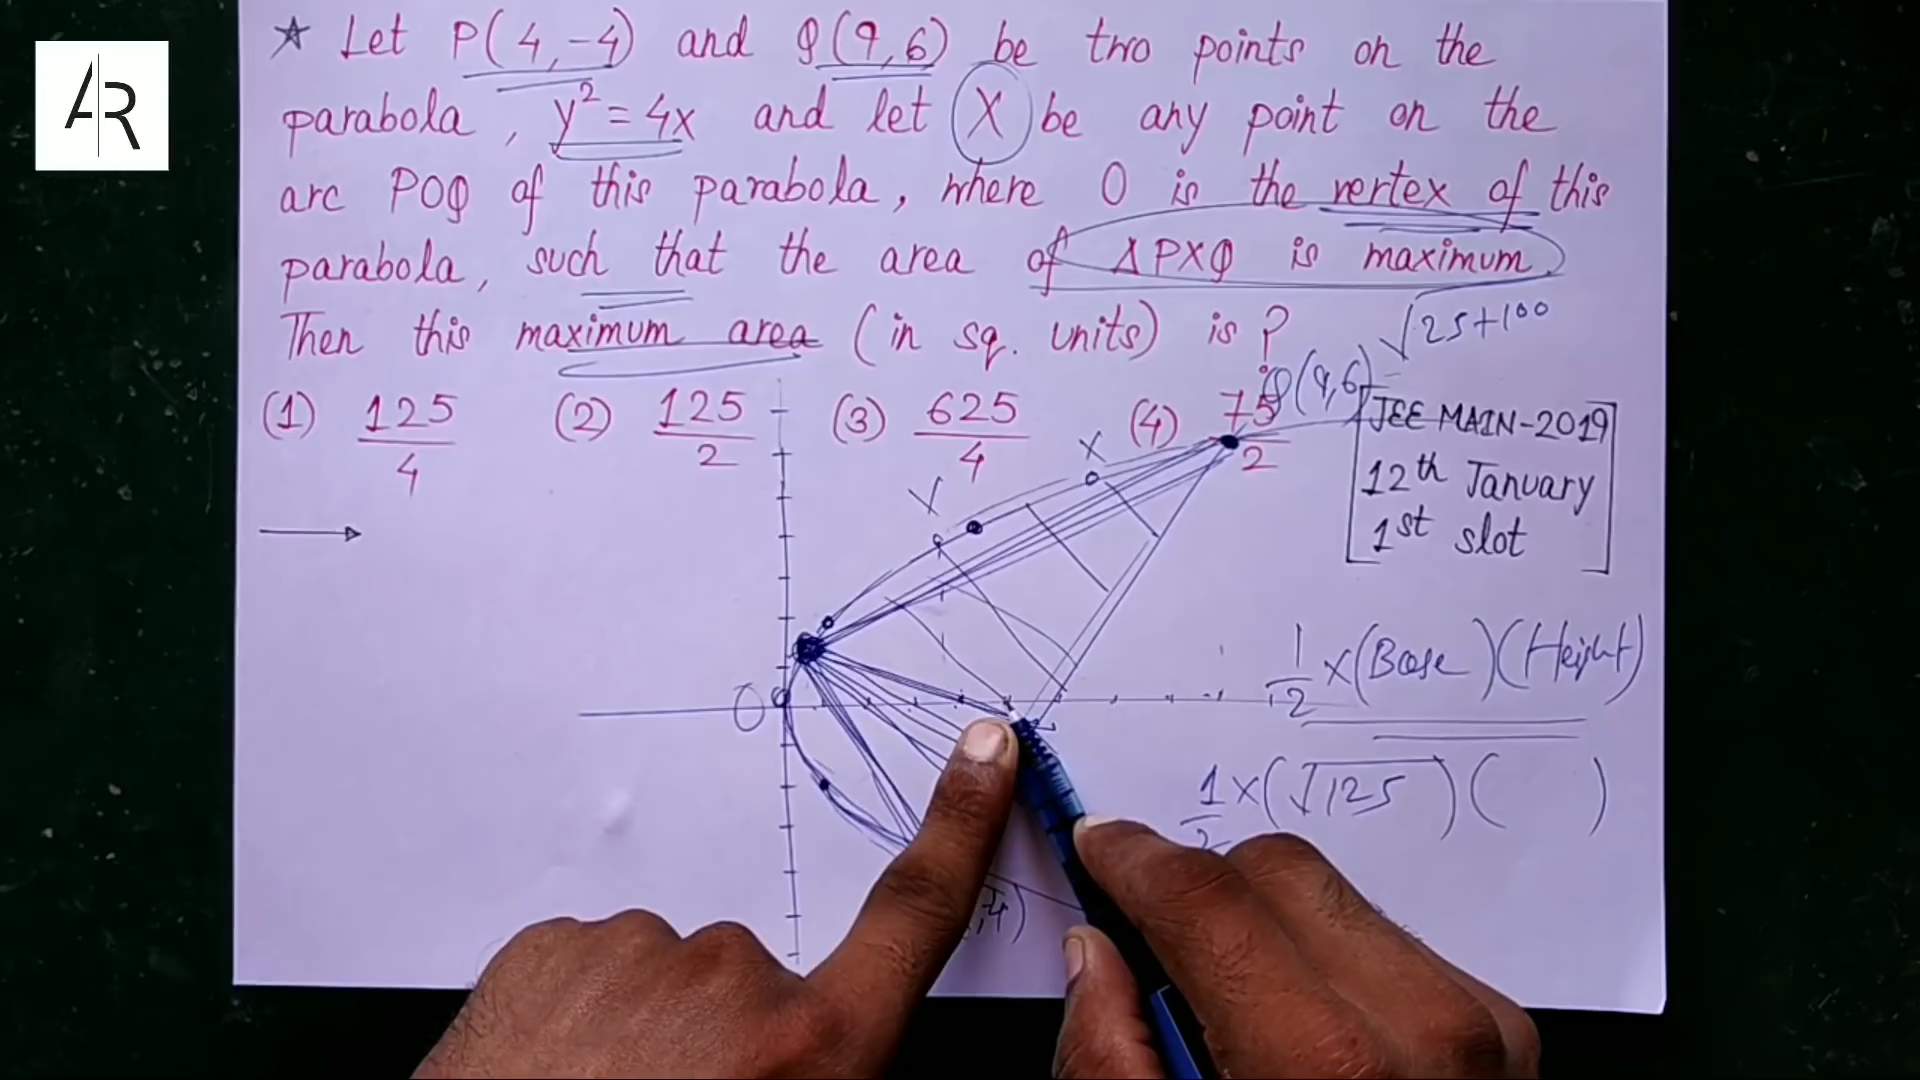 AR
☆ Let P(4,-4) and Q(9,6) be two points on the
parabola, y² = 4x and let X be any point on the
arc POQ of this parabola, where O is the vertex of this
parabola, such that the area of ΔPXQ is maximum.
Then this maximum area (in sq. units) is ?
√25+100
Q(9,6)
(1) 125/4 (2) 125/2 (3) 625/4 (4) 75/2
[JEE MAIN-2019
12th January
1st slot]
X
X
O
1/2 × (Base)(Height)
1/2 × (√125)( )
,-4)